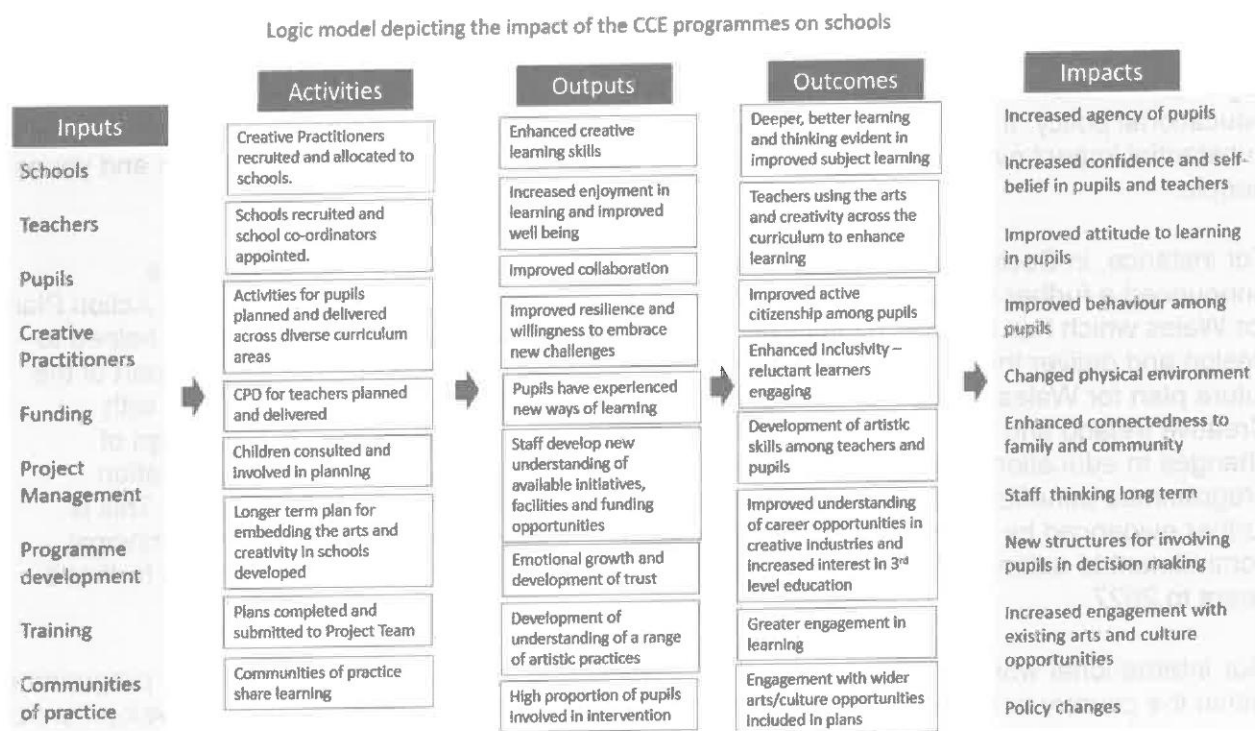 Logic model depicting the impact of the CCE programmes on schools
Inputs
Schools
Teachers
Pupils
Creative
Practitioners
Funding
Project
Management
Programme
development
Training
Communities
of practice
Activities
Creative Practitioners
recruited and allocated to
schools.
Schools recruited and
school co-ordinators
appointed.
Activities for pupils
planned and delivered
across diverse curriculum
areas
CPD for teachers planned
and delivered
Children consulted and
involved in planning
Longer term plan for
embedding the arts and
creativity in schools
developed
Plans completed and
submitted to Project Team
Communities of practice
share learning
Outputs
Enhanced creative
learning skills
Increased enjoyment in
learning and improved
well being
Improved collaboration
Improved resilience and
willingness to embrace
new challenges
Pupils have experienced
new ways of learning
Staff develop new
understanding of
available initiatives,
facilities and funding
opportunities
Emotional growth and
development of trust
Development of
understanding of a range
of artistic practices
High proportion of pupils
involved in intervention
Outcomes
Deeper, better learning
and thinking evident in
improved subject learning
Teachers using the arts
and creativity across the
curriculum to enhance
learning
Improved active
citizenship among pupils
Enhanced inclusivity –
reluctant learners
engaging
Development of artistic
skills among teachers and
pupils
Improved understanding
of career opportunities in
creative industries and
increased interest in 3rd
level education
Greater engagement in
learning
Engagement with wider
arts/culture opportunities
included in plans
Impacts
Increased agency of pupils
Increased confidence and self-
belief in pupils and teachers
Improved attitude to learning
in pupils
Improved behaviour among
pupils
Changed physical environment
Enhanced connectedness to
family and community
Staff thinking long term
New structures for involving
pupils in decision making
Increased engagement with
existing arts and culture
opportunities
Policy changes